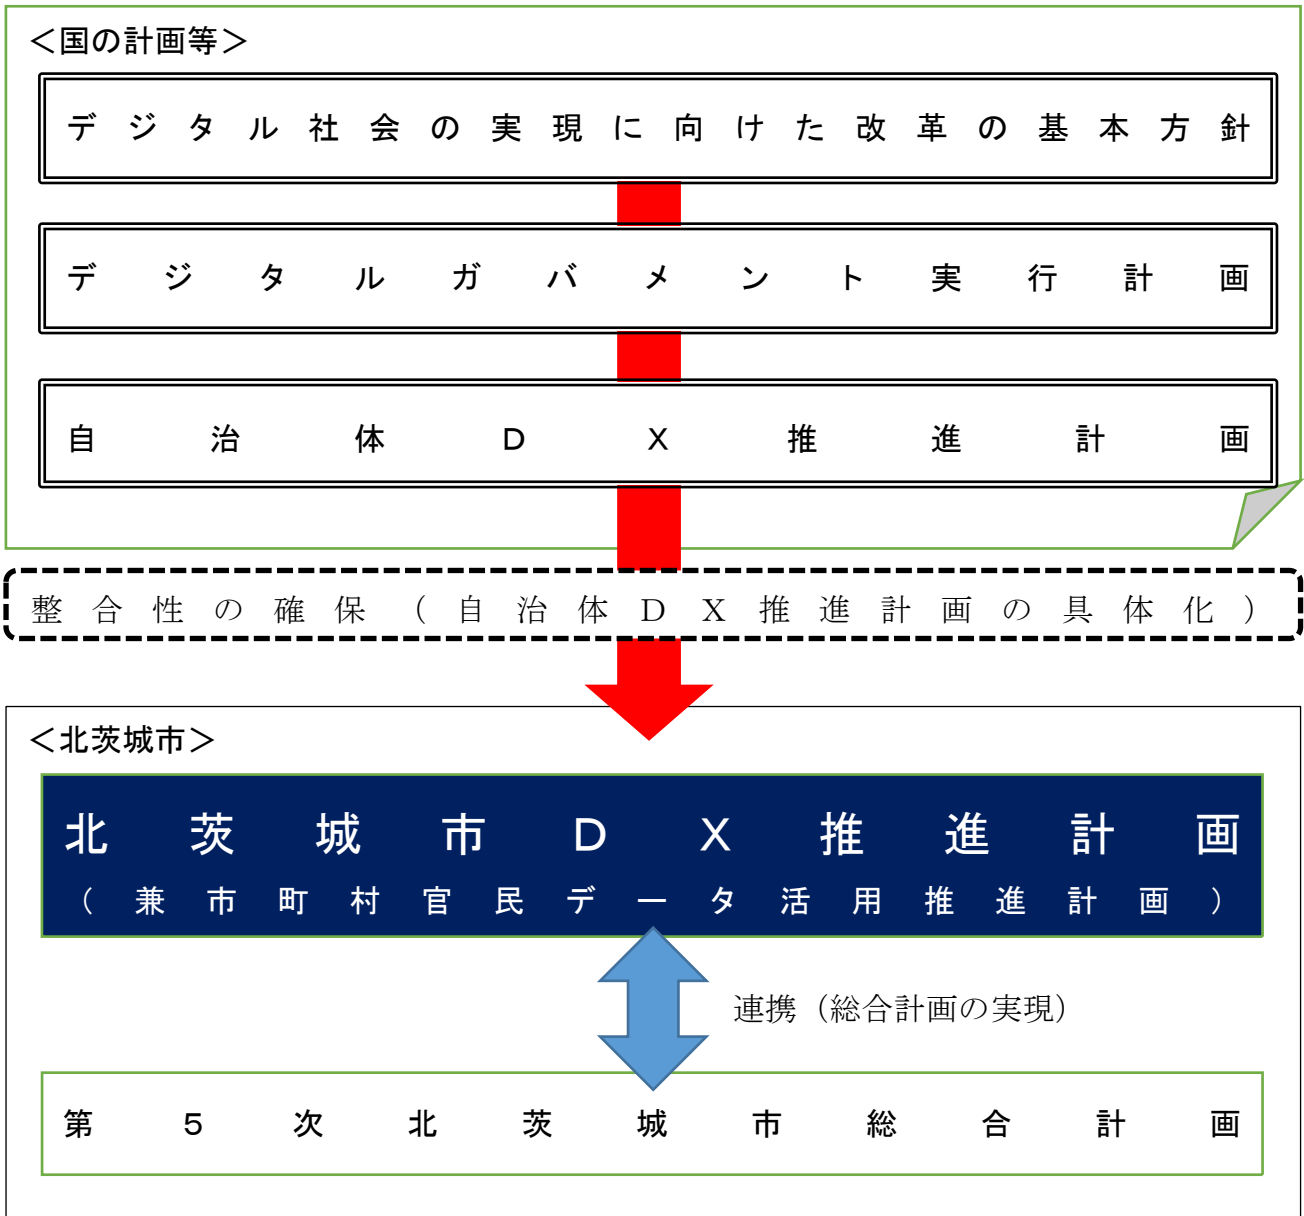 ＜国の計画等＞
デジタル社会の実現に向けた改革の基本方針
デジタルガバメント実行計画
自治体ＤＸ推進計画
整合性の確保（自治体ＤＸ推進計画の具体化）
＜北茨城市＞
北茨城市ＤＸ推進計画
（兼市町村官民データ活用推進計画）
連携（総合計画の実現）
第５次北茨城市総合計画